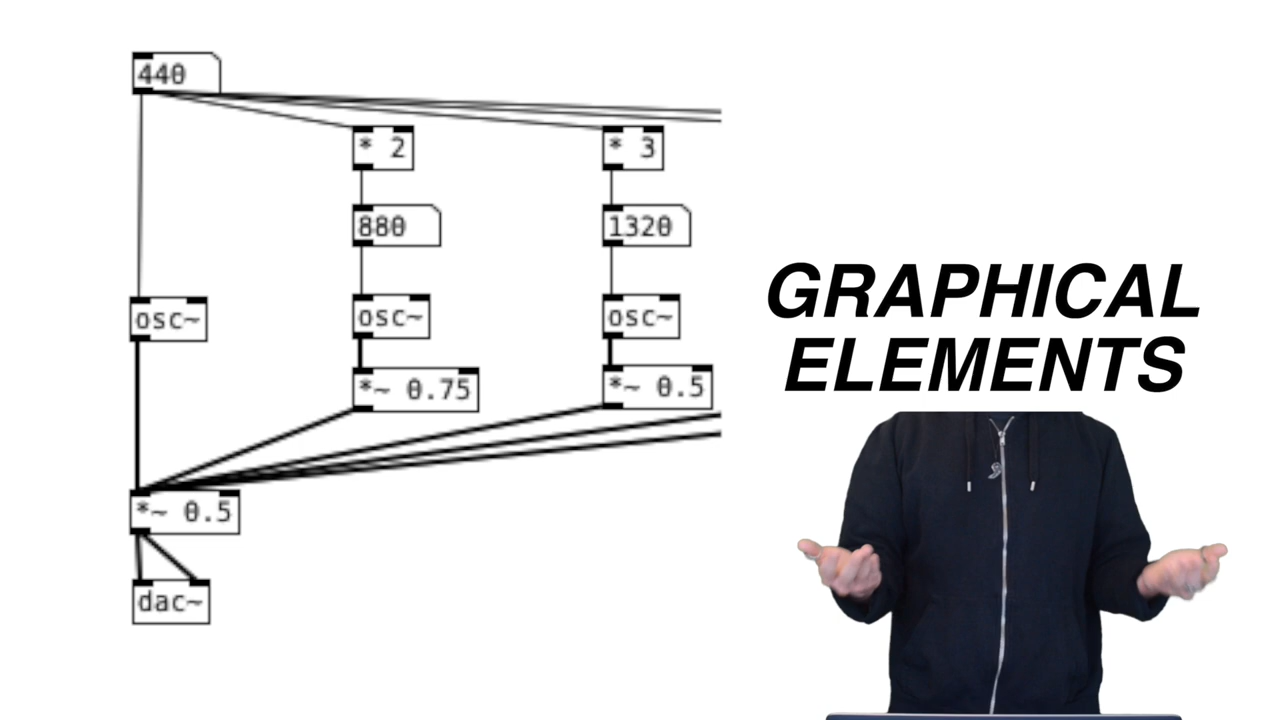 440
* 2
* 3
880
1320
osc~
osc~
osc~
*~ 0.75
*~ 0.5
*~ 0.5
dac~
GRAPHICAL
ELEMENTS